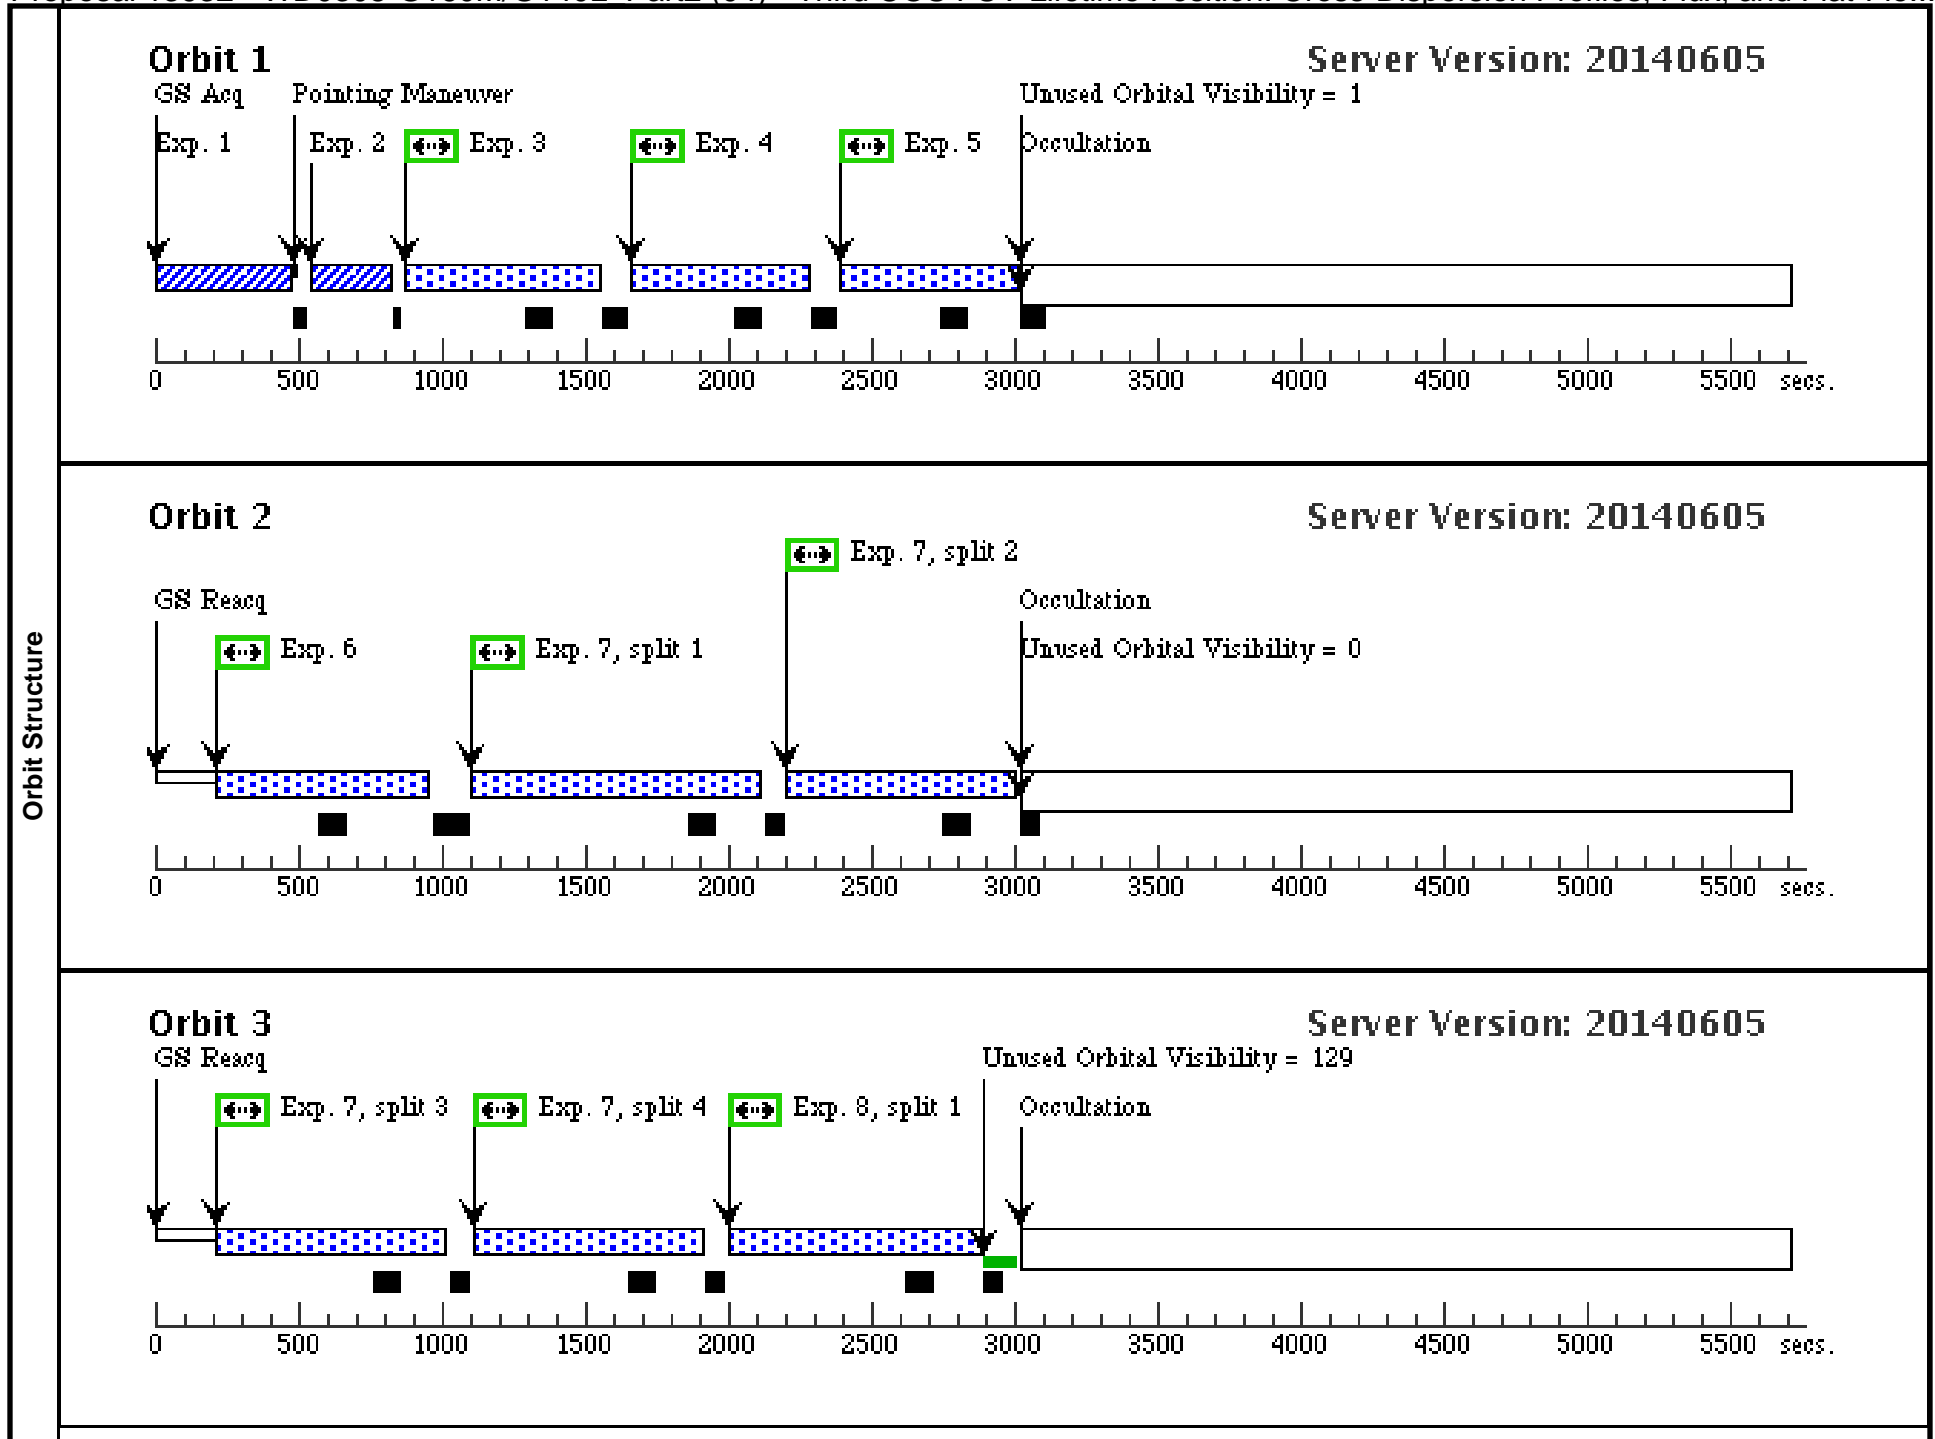 Orbit Structure
Orbit 1
Server Version: 20140605
GS Acq
Pointing Maneuver
Unused Orbital Visibility = 1
Exp. 1
Exp. 2
Exp. 3
Exp. 4
Exp. 5
Occultation
0 500 1000 1500 2000 2500 3000 3500 4000 4500 5000 5500 secs.
Orbit 2
Server Version: 20140605
Exp. 7, split 2
GS Reacq
Occultation
Exp. 6
Exp. 7, split 1
Unused Orbital Visibility = 0
0 500 1000 1500 2000 2500 3000 3500 4000 4500 5000 5500 secs.
Orbit 3
Server Version: 20140605
GS Reacq
Unused Orbital Visibility = 129
Exp. 7, split 3
Exp. 7, split 4
Exp. 8, split 1
Occultation
0 500 1000 1500 2000 2500 3000 3500 4000 4500 5000 5500 secs.